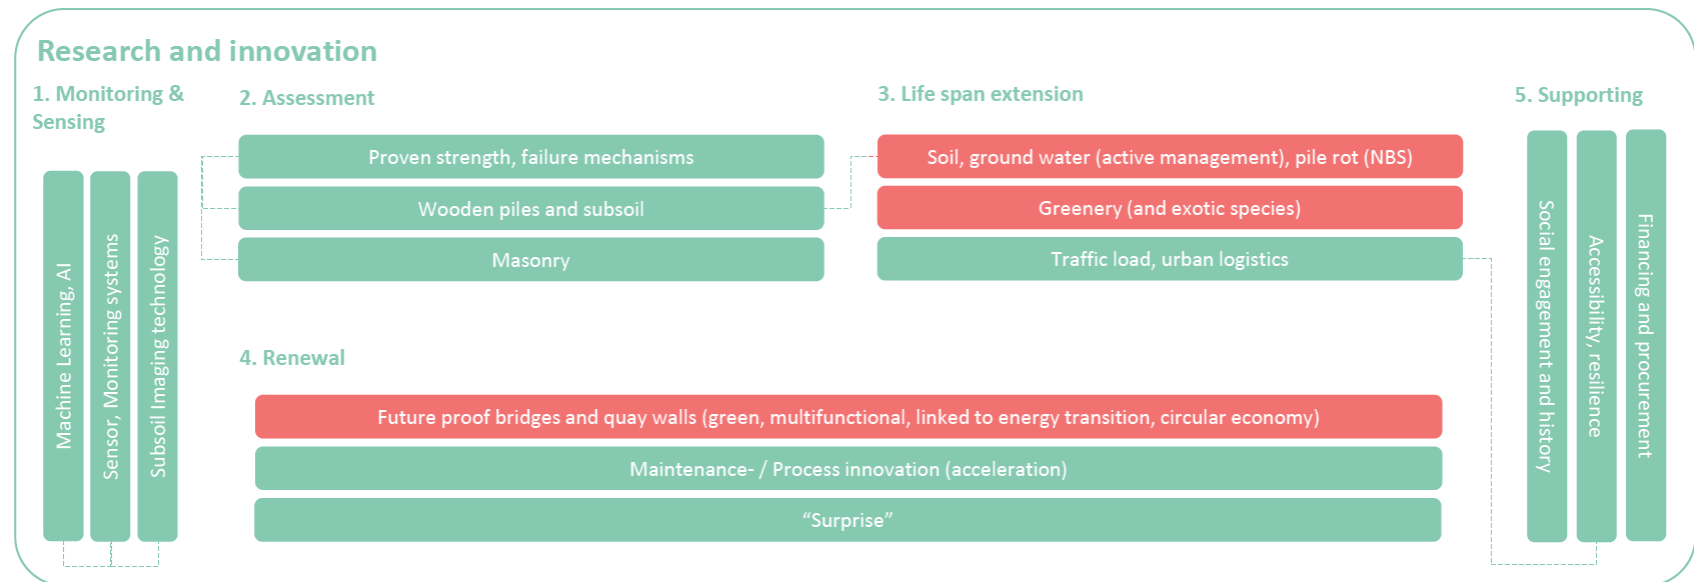 Research and innovation
1. Monitoring &
Sensing
Machine Learning, AI
Sensor, Monitoring systems
Subsoil Imaging technology
2. Assessment
Proven strength, failure mechanisms
Wooden piles and subsoil
Masonry
3. Life span extension
Soil, ground water (active management), pile rot (NBS)
Greenery (and exotic species)
Traffic load, urban logistics
4. Renewal
Future proof bridges and quay walls (green, multifunctional, linked to energy transition, circular economy)
Maintenance- / Process innovation (acceleration)
“Surprise”
5. Supporting
Social engagement and history
Accessibility, resilience
Financing and procurement